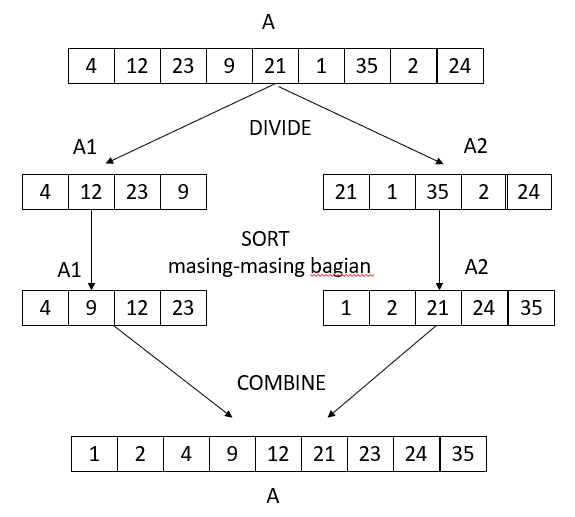 A
4 12 23 9 21 1 35 2 24
DIVIDE
A1
A2
4 12 23 9
21 1 35 2 24
SORT
masing-masing bagian
A1
A2
4 9 12 23
1 2 21 24 35
COMBINE
1 2 4 9 12 21 23 24 35
A